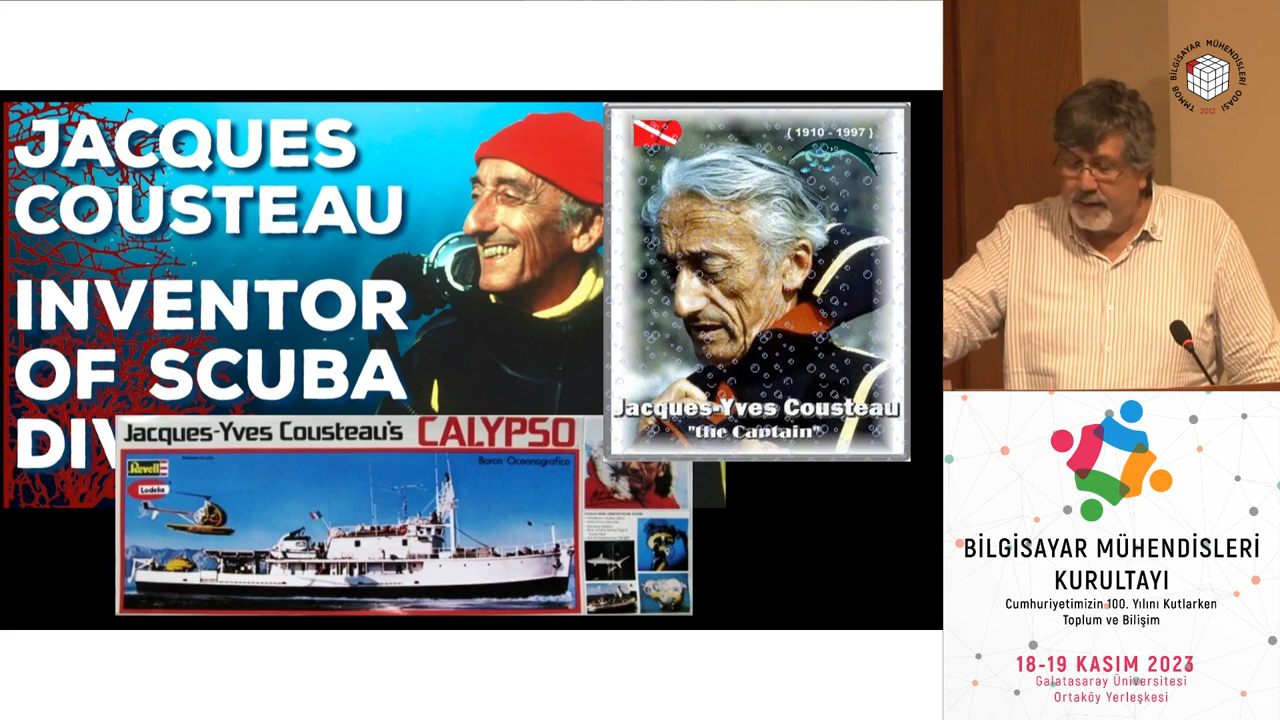 JACQUES
COUSTEAU
INVENTOR
OF SCUBA
DIV
{ 1910 - 1997 }
Jacques-Yves Cousteau
"the Captain"
Jacques-Yves Cousteau's CALYPSO
Revell
Lodela
Barco Oceanografico
TMMOB BİLGİSAYAR MÜHENDİSLERİ ODASI
2012
BİLGİSAYAR MÜHENDİSLERİ
KURULTAYI
Cumhuriyetimizin 100. Yılını Kutlarken
Toplum ve Bilişim
18-19 KASIM 2023
Galatasaray Üniversitesi
Ortaköy Yerleşkesi